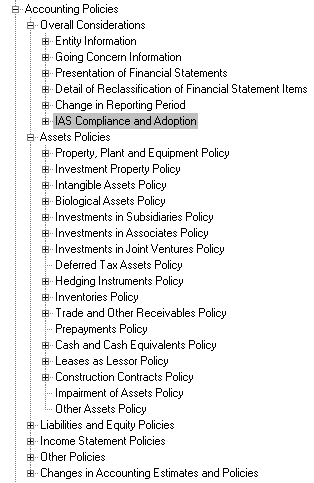 Accounting Policies
Overall Considerations
Entity Information
Going Concern Information
Presentation of Financial Statements
Detail of Reclassification of Financial Statement Items
Change in Reporting Period
IAS Compliance and Adoption
Assets Policies
Property, Plant and Equipment Policy
Investment Property Policy
Intangible Assets Policy
Biological Assets Policy
Investments in Subsidiaries Policy
Investments in Associates Policy
Investments in Joint Ventures Policy
Deferred Tax Assets Policy
Hedging Instruments Policy
Inventories Policy
Trade and Other Receivables Policy
Prepayments Policy
Cash and Cash Equivalents Policy
Leases as Lessor Policy
Construction Contracts Policy
Impairment of Assets Policy
Other Assets Policy
Liabilities and Equity Policies
Income Statement Policies
Other Policies
Changes in Accounting Estimates and Policies